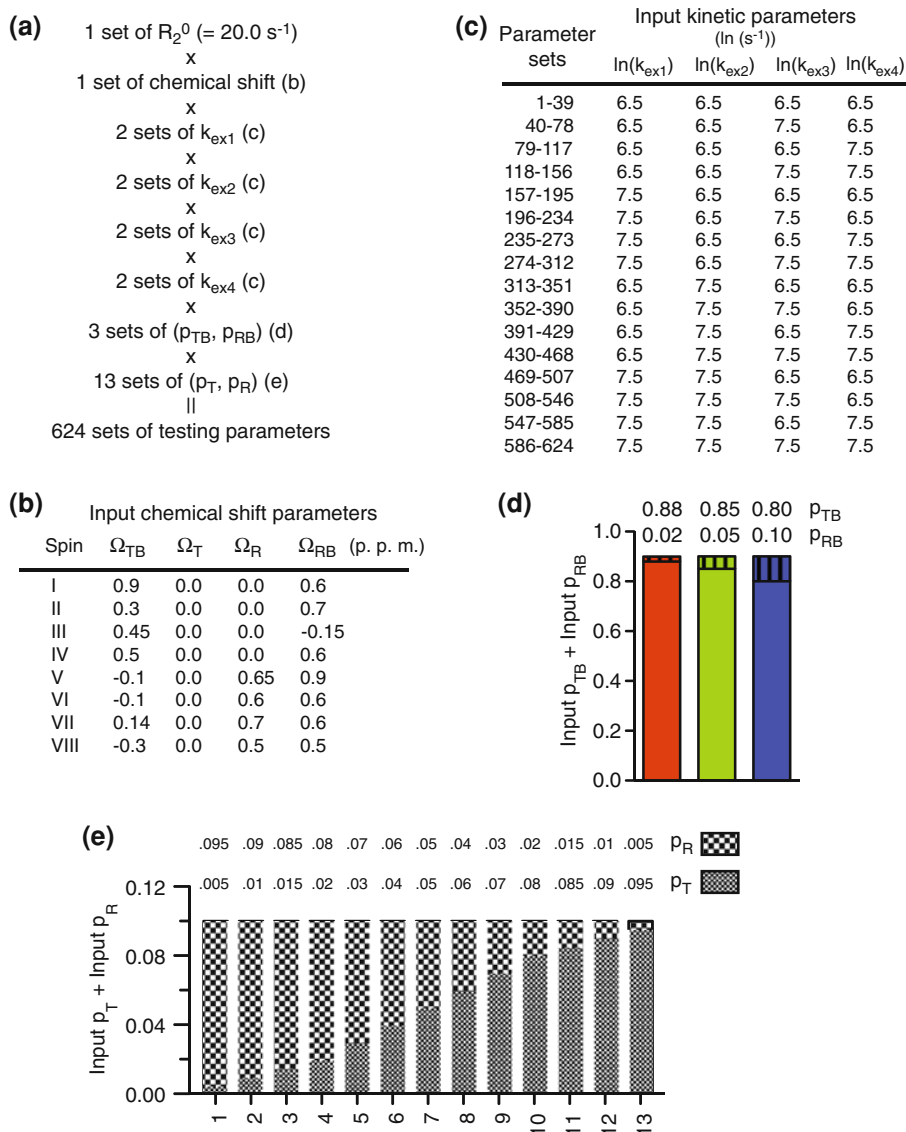 (a)
1 set of R₂⁰ (= 20.0 s⁻¹)
x
1 set of chemical shift (b)
x
2 sets of kex1 (c)
x
2 sets of kex2 (c)
x
2 sets of kex3 (c)
x
2 sets of kex4 (c)
x
3 sets of (pTB, pRB) (d)
x
13 sets of (pT, pR) (e)
||
624 sets of testing parameters
(b)
Input chemical shift parameters
Spin ΩTB ΩT ΩR ΩRB (p. p. m.)
I 0.9 0.0 0.0 0.6
II 0.3 0.0 0.0 0.7
III 0.45 0.0 0.0 -0.15
IV 0.5 0.0 0.0 0.6
V -0.1 0.0 0.65 0.9
VI -0.1 0.0 0.6 0.6
VII 0.14 0.0 0.7 0.6
VIII -0.3 0.0 0.5 0.5
(c)
Parameter sets
Input kinetic parameters
(ln (s⁻¹))
ln(kex1) ln(kex2) ln(kex3) ln(kex4)
1-39 6.5 6.5 6.5 6.5
40-78 6.5 6.5 7.5 6.5
79-117 6.5 6.5 6.5 7.5
118-156 6.5 6.5 7.5 7.5
157-195 7.5 6.5 6.5 6.5
196-234 7.5 6.5 7.5 6.5
235-273 7.5 6.5 6.5 7.5
274-312 7.5 6.5 7.5 7.5
313-351 6.5 7.5 6.5 6.5
352-390 6.5 7.5 7.5 6.5
391-429 6.5 7.5 6.5 7.5
430-468 6.5 7.5 7.5 7.5
469-507 7.5 7.5 6.5 6.5
508-546 7.5 7.5 7.5 6.5
547-585 7.5 7.5 6.5 7.5
586-624 7.5 7.5 7.5 7.5
(d)
0.88 0.85 0.80 pTB
0.02 0.05 0.10 pRB
Input pTB + Input pRB
1.0
0.8
0.6
0.4
0.2
0.0
(e)
.095 .09 .085 .08 .07 .06 .05 .04 .03 .02 .015 .01 .005 pR
.005 .01 .015 .02 .03 .04 .05 .06 .07 .08 .085 .09 .095 pT
Input pT + Input pR
0.12
0.08
0.04
0.00
1 2 3 4 5 6 7 8 9 10 11 12 13